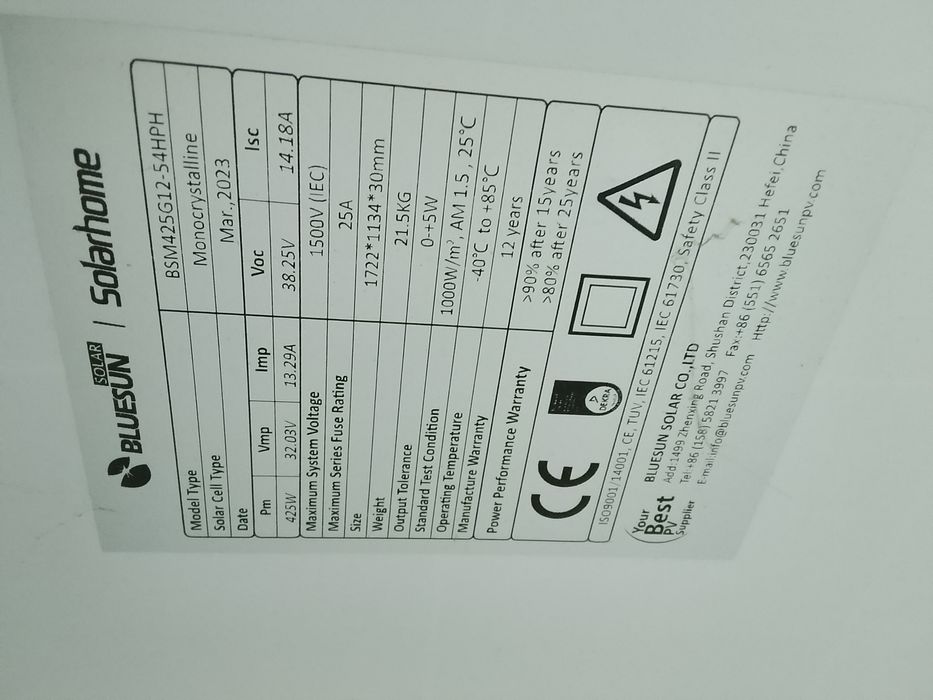 BLUESUN SOLAR | Solarhome
Model Type BSM425G12-54HPH
Solar Cell Type Monocrystalline
Date Mar.,2023
Pm Vmp Imp Voc Isc
425W 32.03V 13.29A 38.25V 14.18A
Maximum System Voltage 1500V (IEC)
Maximum Series Fuse Rating 25A
Size 1722*1134*30mm
Weight 21.5KG
Output Tolerance 0~+5W
Standard Test Condition 1000W/m², AM 1.5 , 25°C
Operating Temperature -40°C to +85°C
Manufacture Warranty 12 years
Power Performance Warranty >90% after 15years
>80% after 25years
CE DEKRA
ISO9001/14001, CE, TUV, IEC 61215, IEC 61730, Safety Class II
Your
Best
PV
Supplier
BLUESUN SOLAR CO.,LTD
Add:1499 Zhenxing Road, Shushan District,230031 Hefei,China
Tel:+86 (158) 5821 3997 Fax:+86 (551) 6565 2651
E-mail:info@bluesunpv.com Http://www.bluesunpv.com